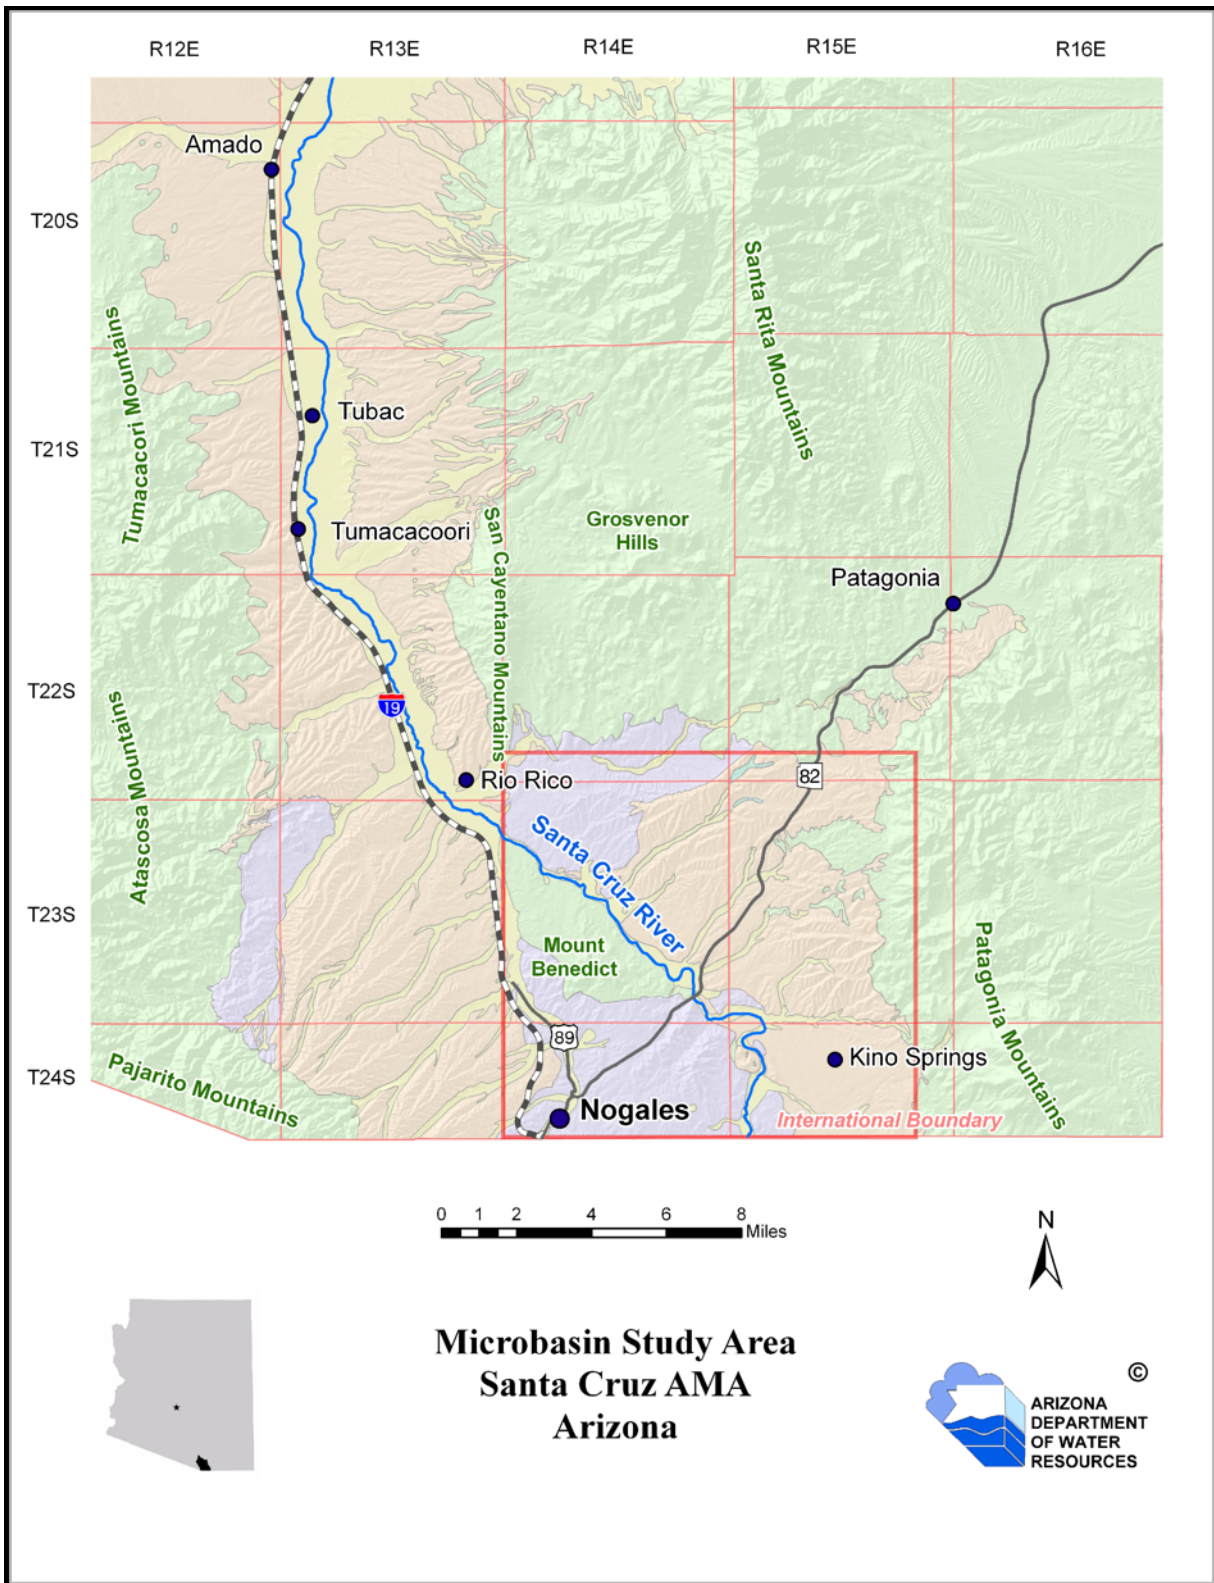 R12E
R13E
R14E
R15E
R16E
Amado
T20S
Santa Rita Mountains
Tumacacori Mountains
Tubac
T21S
Tumacacoori
San Cayentano Mountains
Grosvenor
Hills
Patagonia
T22S
19
Atascosa Mountains
Rio Rico
82
Santa Cruz River
T23S
Mount
Benedict
Patagonia Mountains
89
Kino Springs
T24S
Pajarito Mountains
Nogales
International Boundary
0 1 2 4 6 8
Miles
N
Microbasin Study Area
Santa Cruz AMA
Arizona
©
ARIZONA
DEPARTMENT
OF WATER
RESOURCES